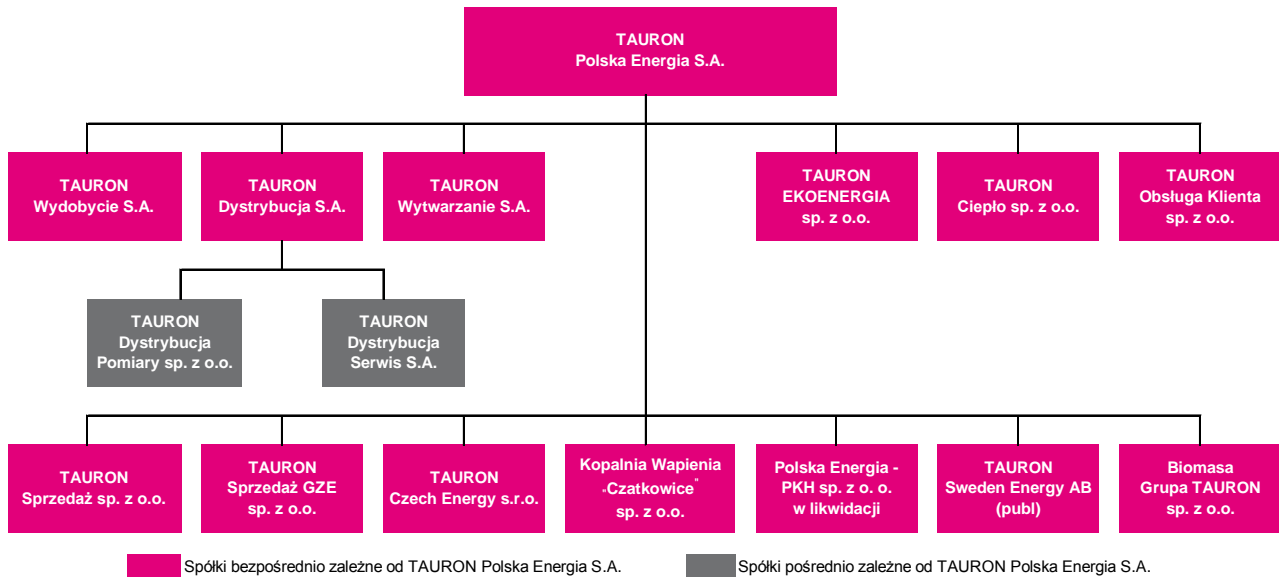 TAURON
Polska Energia S.A.
TAURON
Wydobycie S.A.
TAURON
Dystrybucja S.A.
TAURON
Wytwarzanie S.A.
TAURON
EKOENERGIA
sp. z o.o.
TAURON
Ciepło sp. z o.o.
TAURON
Obsługa Klienta
sp. z o.o.
TAURON
Dystrybucja
Pomiary sp. z o.o.
TAURON
Dystrybucja
Serwis S.A.
TAURON
Sprzedaż sp. z o.o.
TAURON
Sprzedaż GZE
sp. z o.o.
TAURON
Czech Energy s.r.o.
Kopalnia Wapienia
„Czatkowice”
sp. z o.o.
Polska Energia -
PKH sp. z o. o.
w likwidacji
TAURON
Sweden Energy AB
(publ)
Biomasa
Grupa TAURON
sp. z o.o.
Spółki bezpośrednio zależne od TAURON Polska Energia S.A.
Spółki pośrednio zależne od TAURON Polska Energia S.A.